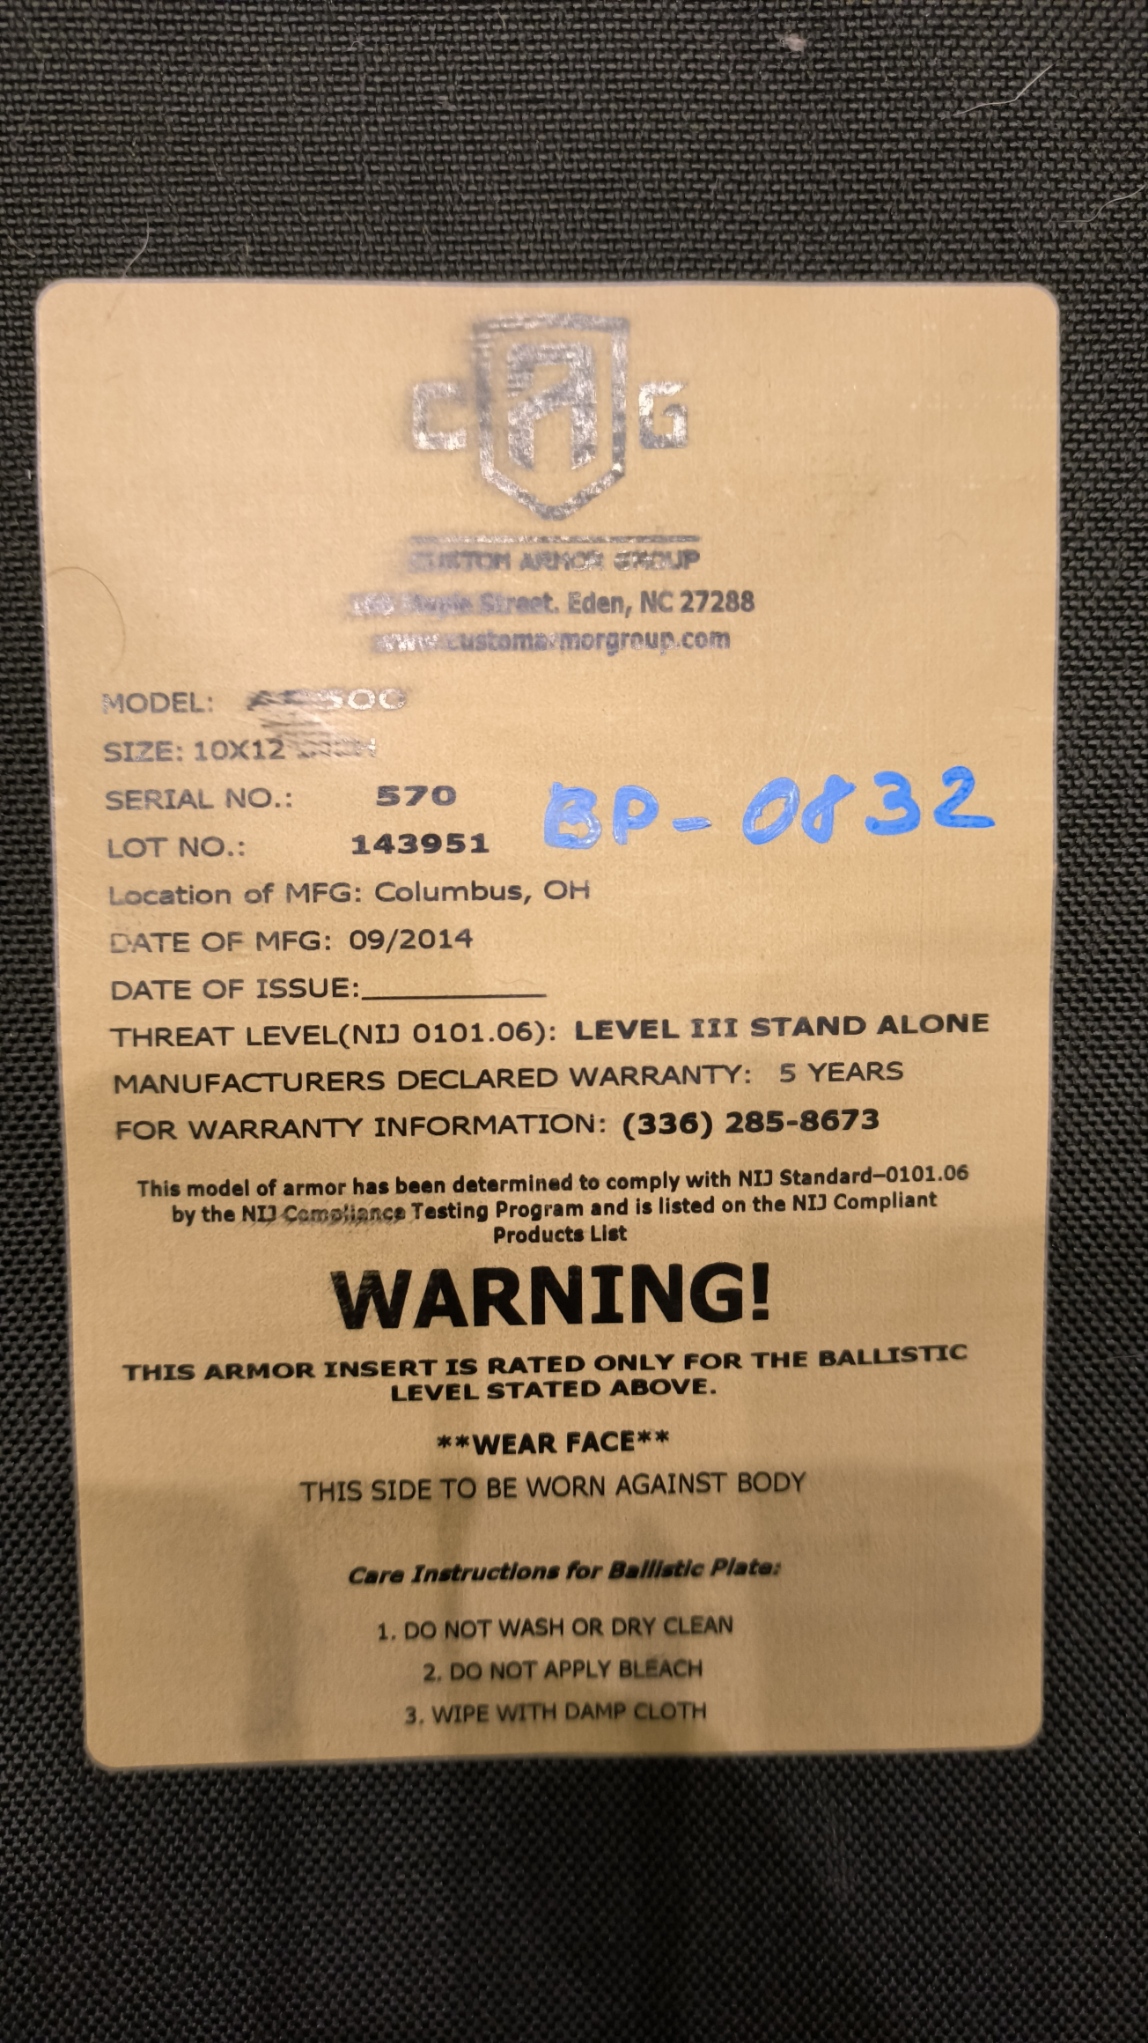 C A G
CUSTOM ARMOR GROUP
Street. Eden, NC 27288
www.customarmorgroup.com
MODEL:
SIZE: 10X12
SERIAL NO.: 570
BP-0832
LOT NO.: 143951
Location of MFG: Columbus, OH
DATE OF MFG: 09/2014
DATE OF ISSUE:__________
THREAT LEVEL(NIJ 0101.06): LEVEL III STAND ALONE
MANUFACTURERS DECLARED WARRANTY: 5 YEARS
FOR WARRANTY INFORMATION: (336) 285-8673
This model of armor has been determined to comply with NIJ Standard–0101.06
by the NIJ Compliance Testing Program and is listed on the NIJ Compliant
Products List
WARNING!
THIS ARMOR INSERT IS RATED ONLY FOR THE BALLISTIC
LEVEL STATED ABOVE.
**WEAR FACE**
THIS SIDE TO BE WORN AGAINST BODY
Care Instructions for Ballistic Plate:
1. DO NOT WASH OR DRY CLEAN
2. DO NOT APPLY BLEACH
3. WIPE WITH DAMP CLOTH